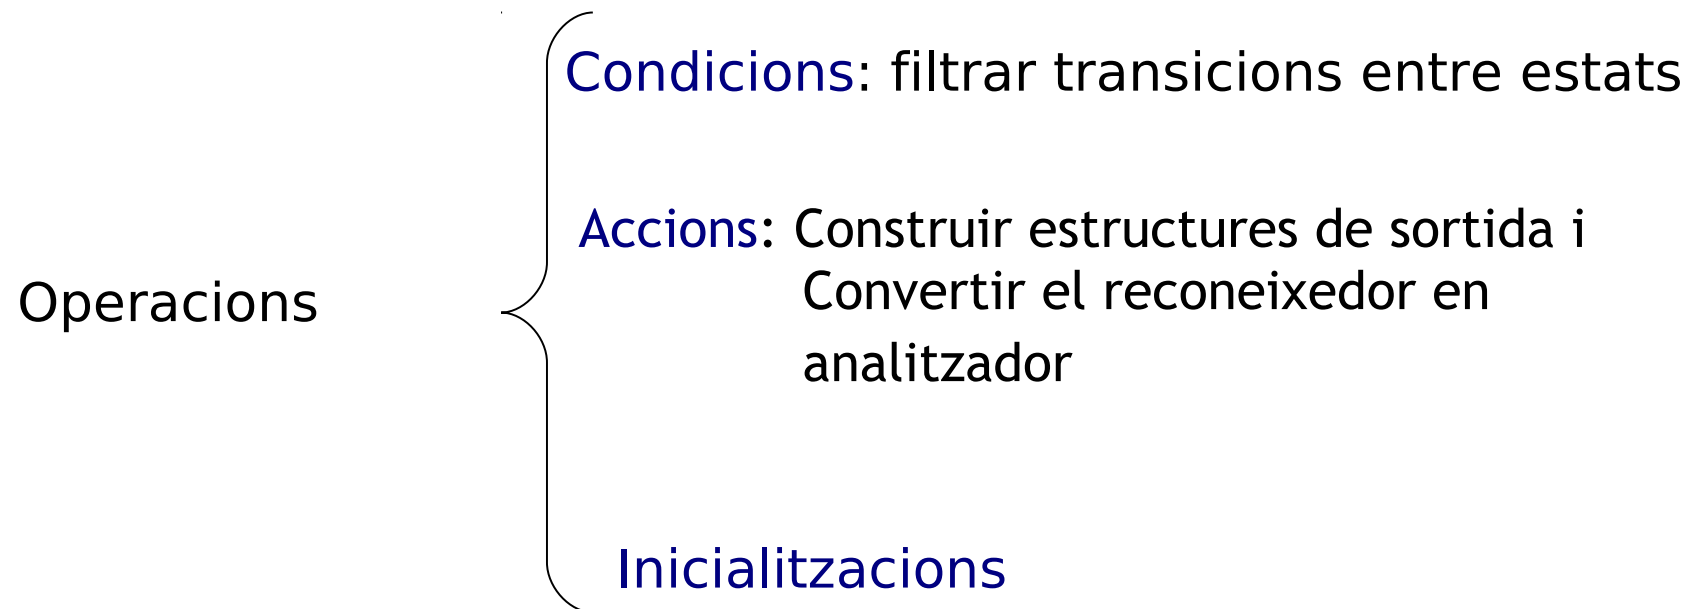 Condicions: filtrar transicions entre estats
Accions: Construir estructures de sortida i
Convertir el reconeixedor en
Operacions
analitzador
Inicialitzacions